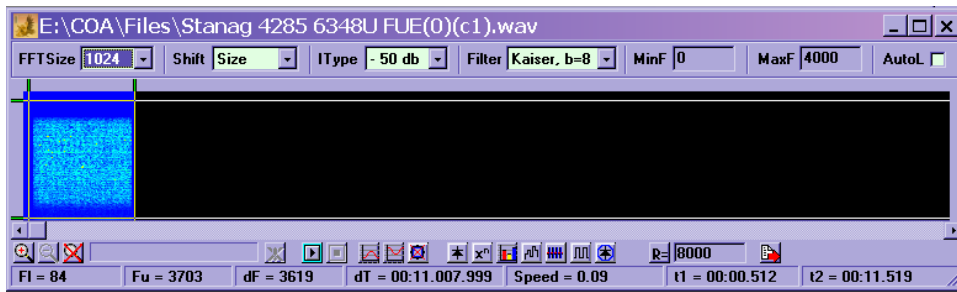 E:\COA\Files\Stanag 4285 6348U FUE(0)(c1).wav
FFTSize 1024 Shift Size IType - 50 db Filter Kaiser, b=8 MinF 0 MaxF 4000 AutoL
xⁿ R= 8000
Fl = 84 Fu = 3703 dF = 3619 dT = 00:11.007.999 Speed = 0.09 t1 = 00:00.512 t2 = 00:11.519